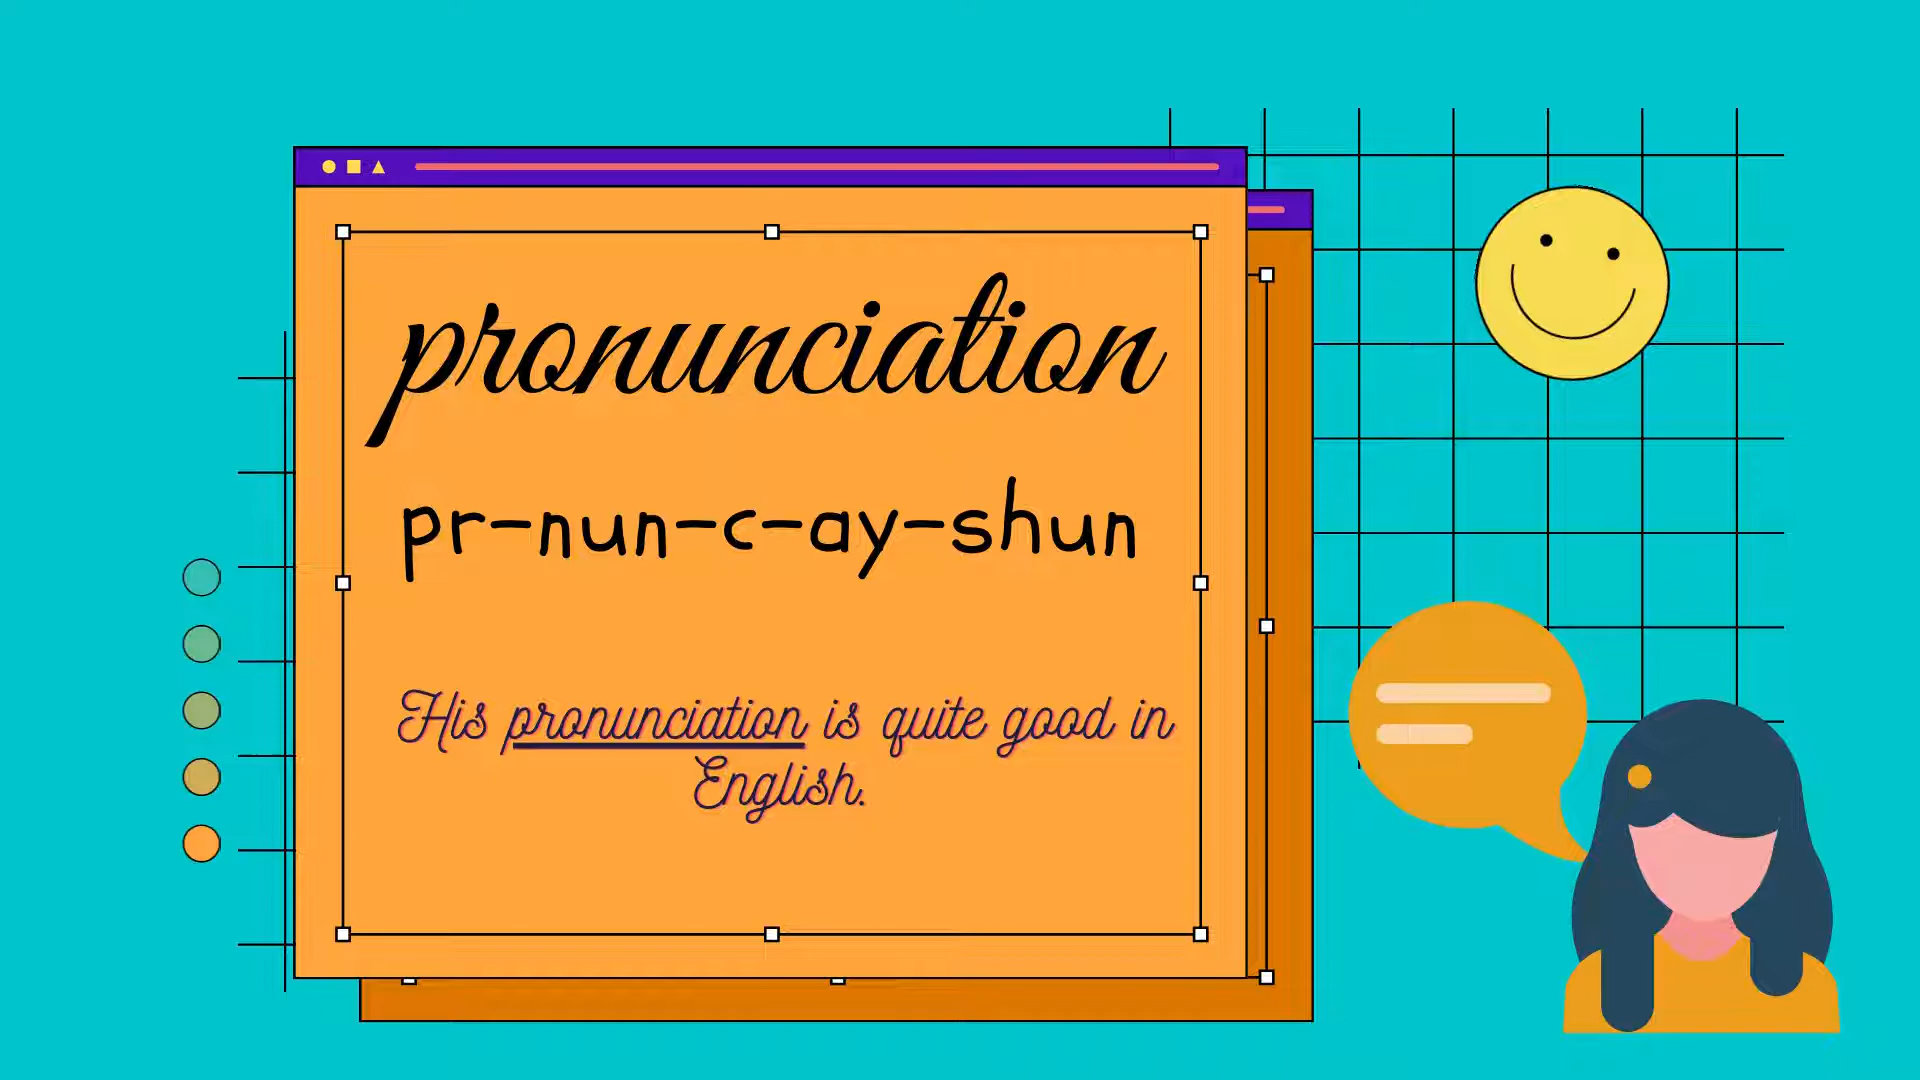 pronunciation
pr-nun-c-ay-shun
His pronunciation is quite good in
English.